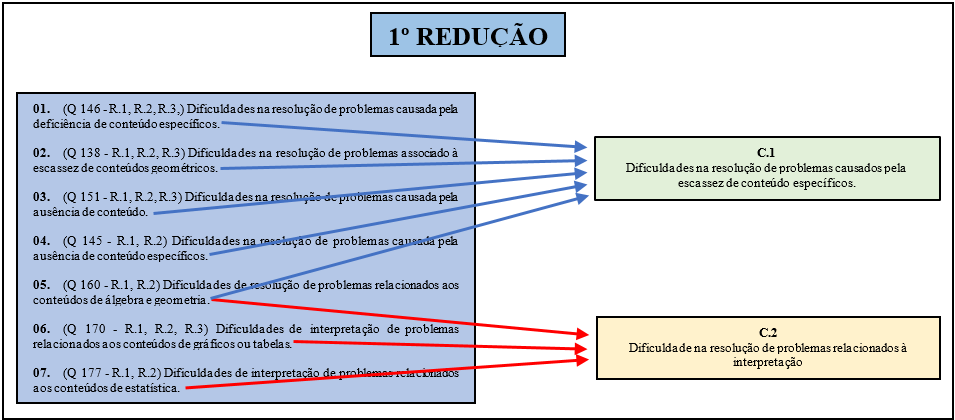 1º REDUÇÃO
01. (Q 146 - R.1, R.2, R.3,) Dificuldades na resolução de problemas causada pela
deficiência de conteúdo específicos.
02. (Q 138 - R.1, R.2, R.3) Dificuldades na resolução de problemas associado à
escassez de conteúdos geométricos.
03. (Q 151 - R.1, R.2, R.3) Dificuldades na resolução de problemas causada pela
ausência de conteúdo.
04. (Q 145 - R.1, R.2) Dificuldades na resolução de problemas causada pela
ausência de conteúdo específicos.
05. (Q 160 - R.1, R.2) Dificuldades de resolução de problemas relacionados aos
conteúdos de álgebra e geometria.
06. (Q 170 - R.1, R.2, R.3) Dificuldades de interpretação de problemas
relacionados aos conteúdos de gráficos ou tabelas.
07. (Q 177 - R.1, R.2) Dificuldades de interpretação de problemas relacionados
aos conteúdos de estatística.
C.1
Dificuldades na resolução de problemas causados pela
escassez de conteúdo específicos.
C.2
Dificuldade na resolução de problemas relacionados à
interpretação